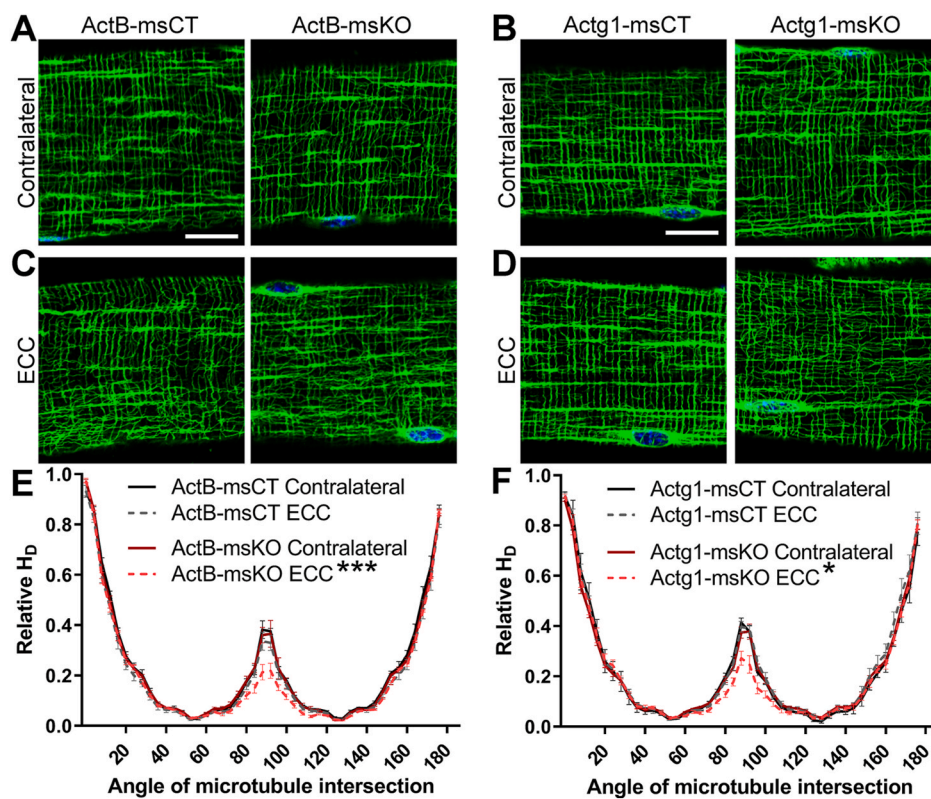 A
ActB-msCT
ActB-msKO
B
Actg1-msCT
Actg1-msKO
Contralateral
Contralateral
C
D
ECC
ECC
E
1.0
0.8
0.6
0.4
0.2
0.0
Relative H_D
ActB-msCT Contralateral
ActB-msCT ECC
ActB-msKO Contralateral
ActB-msKO ECC***
20
40
60
80
100
120
140
160
180
Angle of microtubule intersection
F
1.0
0.8
0.6
0.4
0.2
0.0
Relative H_D
Actg1-msCT Contralateral
Actg1-msCT ECC
Actg1-msKO Contralateral
Actg1-msKO ECC*
20
40
60
80
100
120
140
160
180
Angle of microtubule intersection